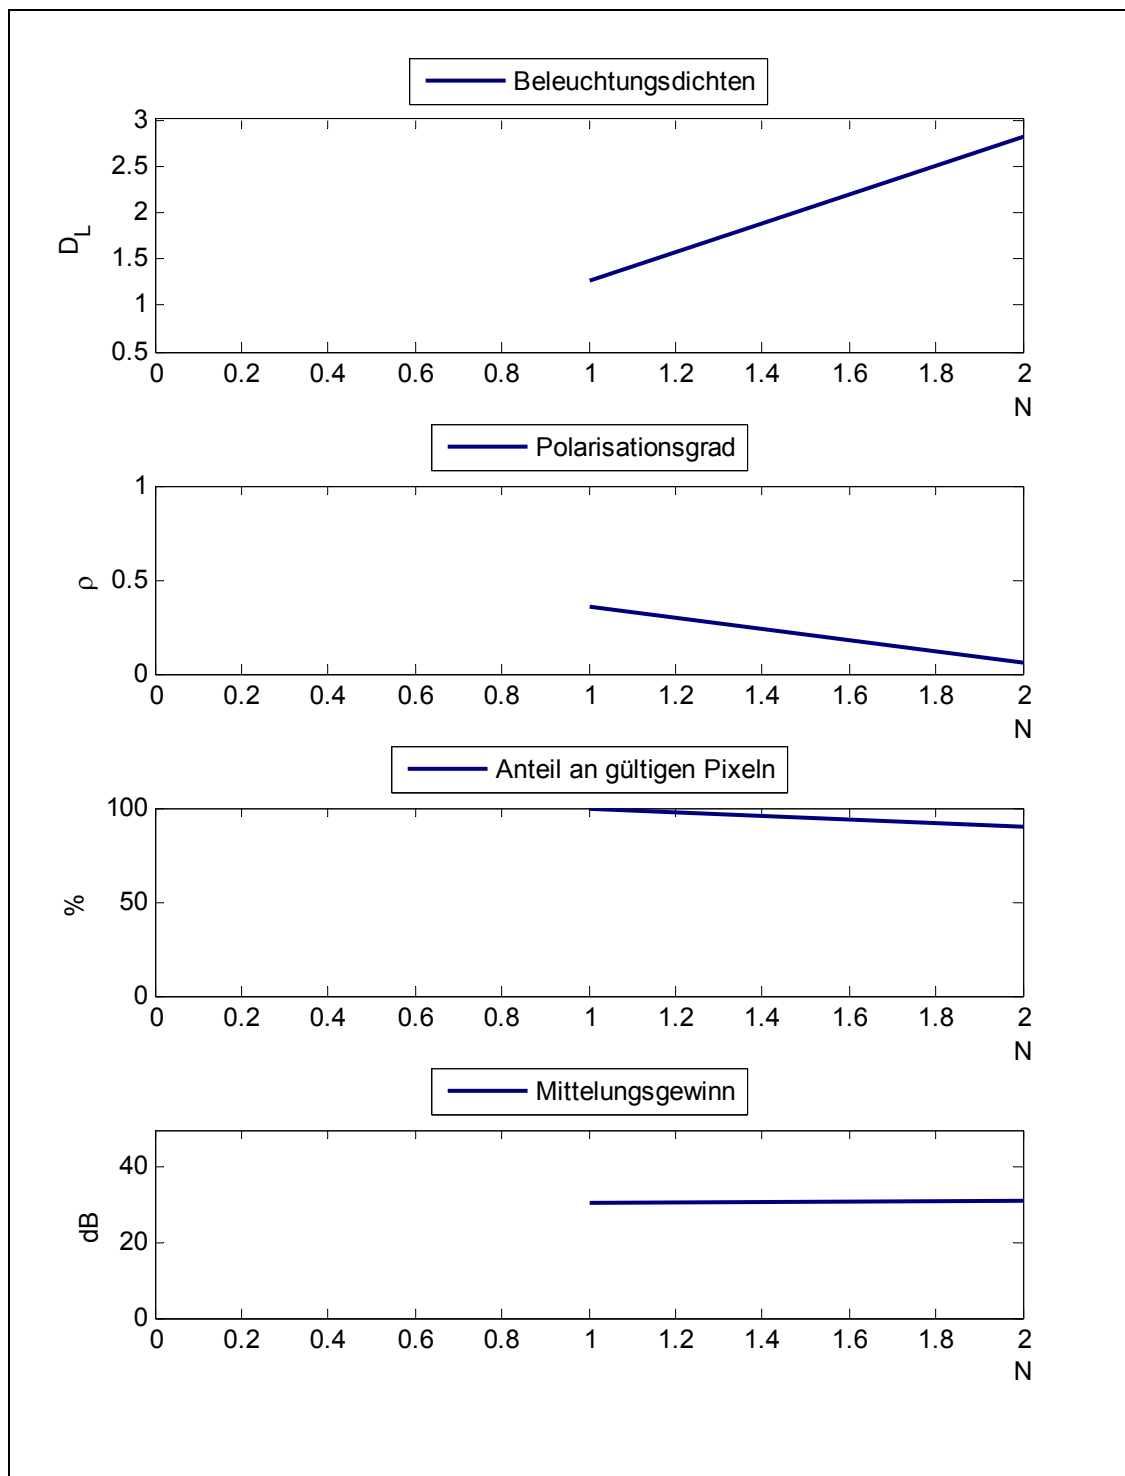 Beleuchtungsdichten
3
2.5
2
1.5
1
0.5
D_L
0 0.2 0.4 0.6 0.8 1 1.2 1.4 1.6 1.8 2
N
Polarisationsgrad
1
0.5
0
ρ
0 0.2 0.4 0.6 0.8 1 1.2 1.4 1.6 1.8 2
N
Anteil an gültigen Pixeln
100
50
0
%
0 0.2 0.4 0.6 0.8 1 1.2 1.4 1.6 1.8 2
N
Mittelungsgewinn
40
20
0
dB
0 0.2 0.4 0.6 0.8 1 1.2 1.4 1.6 1.8 2
N